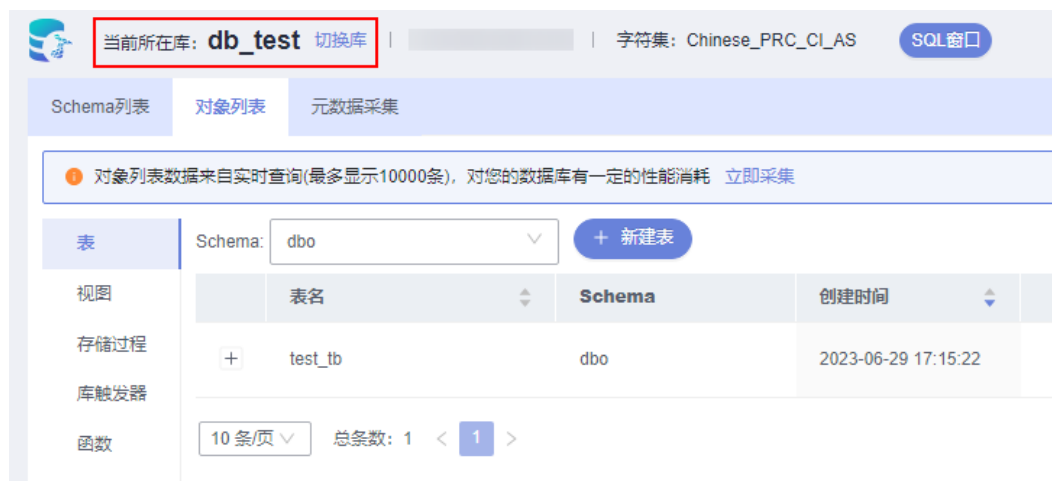 当前所在库: db_test 切换库 | | 字符集: Chinese_PRC_CI_AS SQL窗口
Schema列表 对象列表 元数据采集
对象列表数据来自实时查询(最多显示10000条), 对您的数据库有一定的性能消耗 立即采集
表 Schema: dbo + 新建表
视图 表名 Schema 创建时间
存储过程 + test_tb dbo 2023-06-29 17:15:22
库触发器
函数 10 条/页 总条数: 1 < 1 >